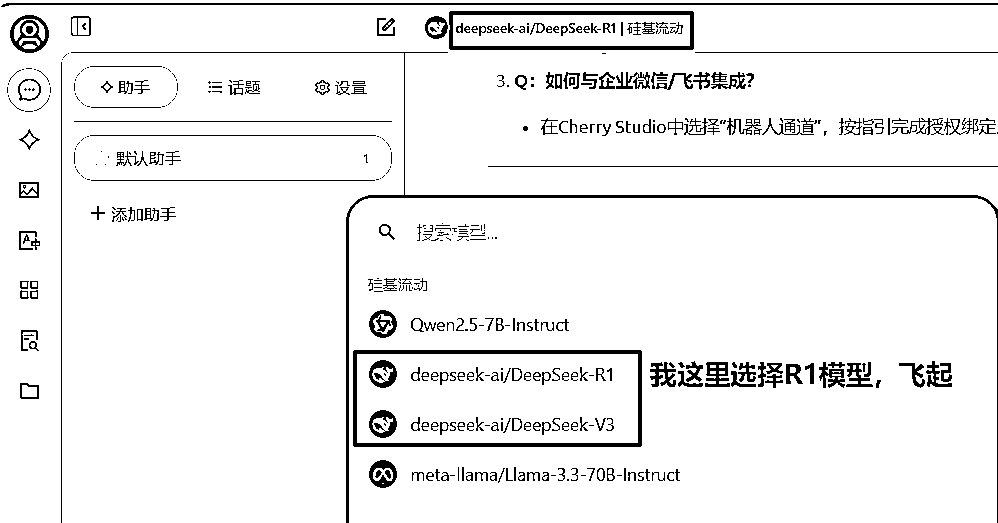 deepseek-ai/DeepSeek-R1 | 硅基流动
助手
话题
设置
默认助手
1
添加助手
3. Q：如何与企业微信/飞书集成？
• 在Cherry Studio中选择“机器人通道”，按指引完成授权绑定
搜索模型...
硅基流动
Qwen2.5-7B-Instruct
deepseek-ai/DeepSeek-R1
我这里选择R1模型，飞起
deepseek-ai/DeepSeek-V3
meta-llama/Llama-3.3-70B-Instruct